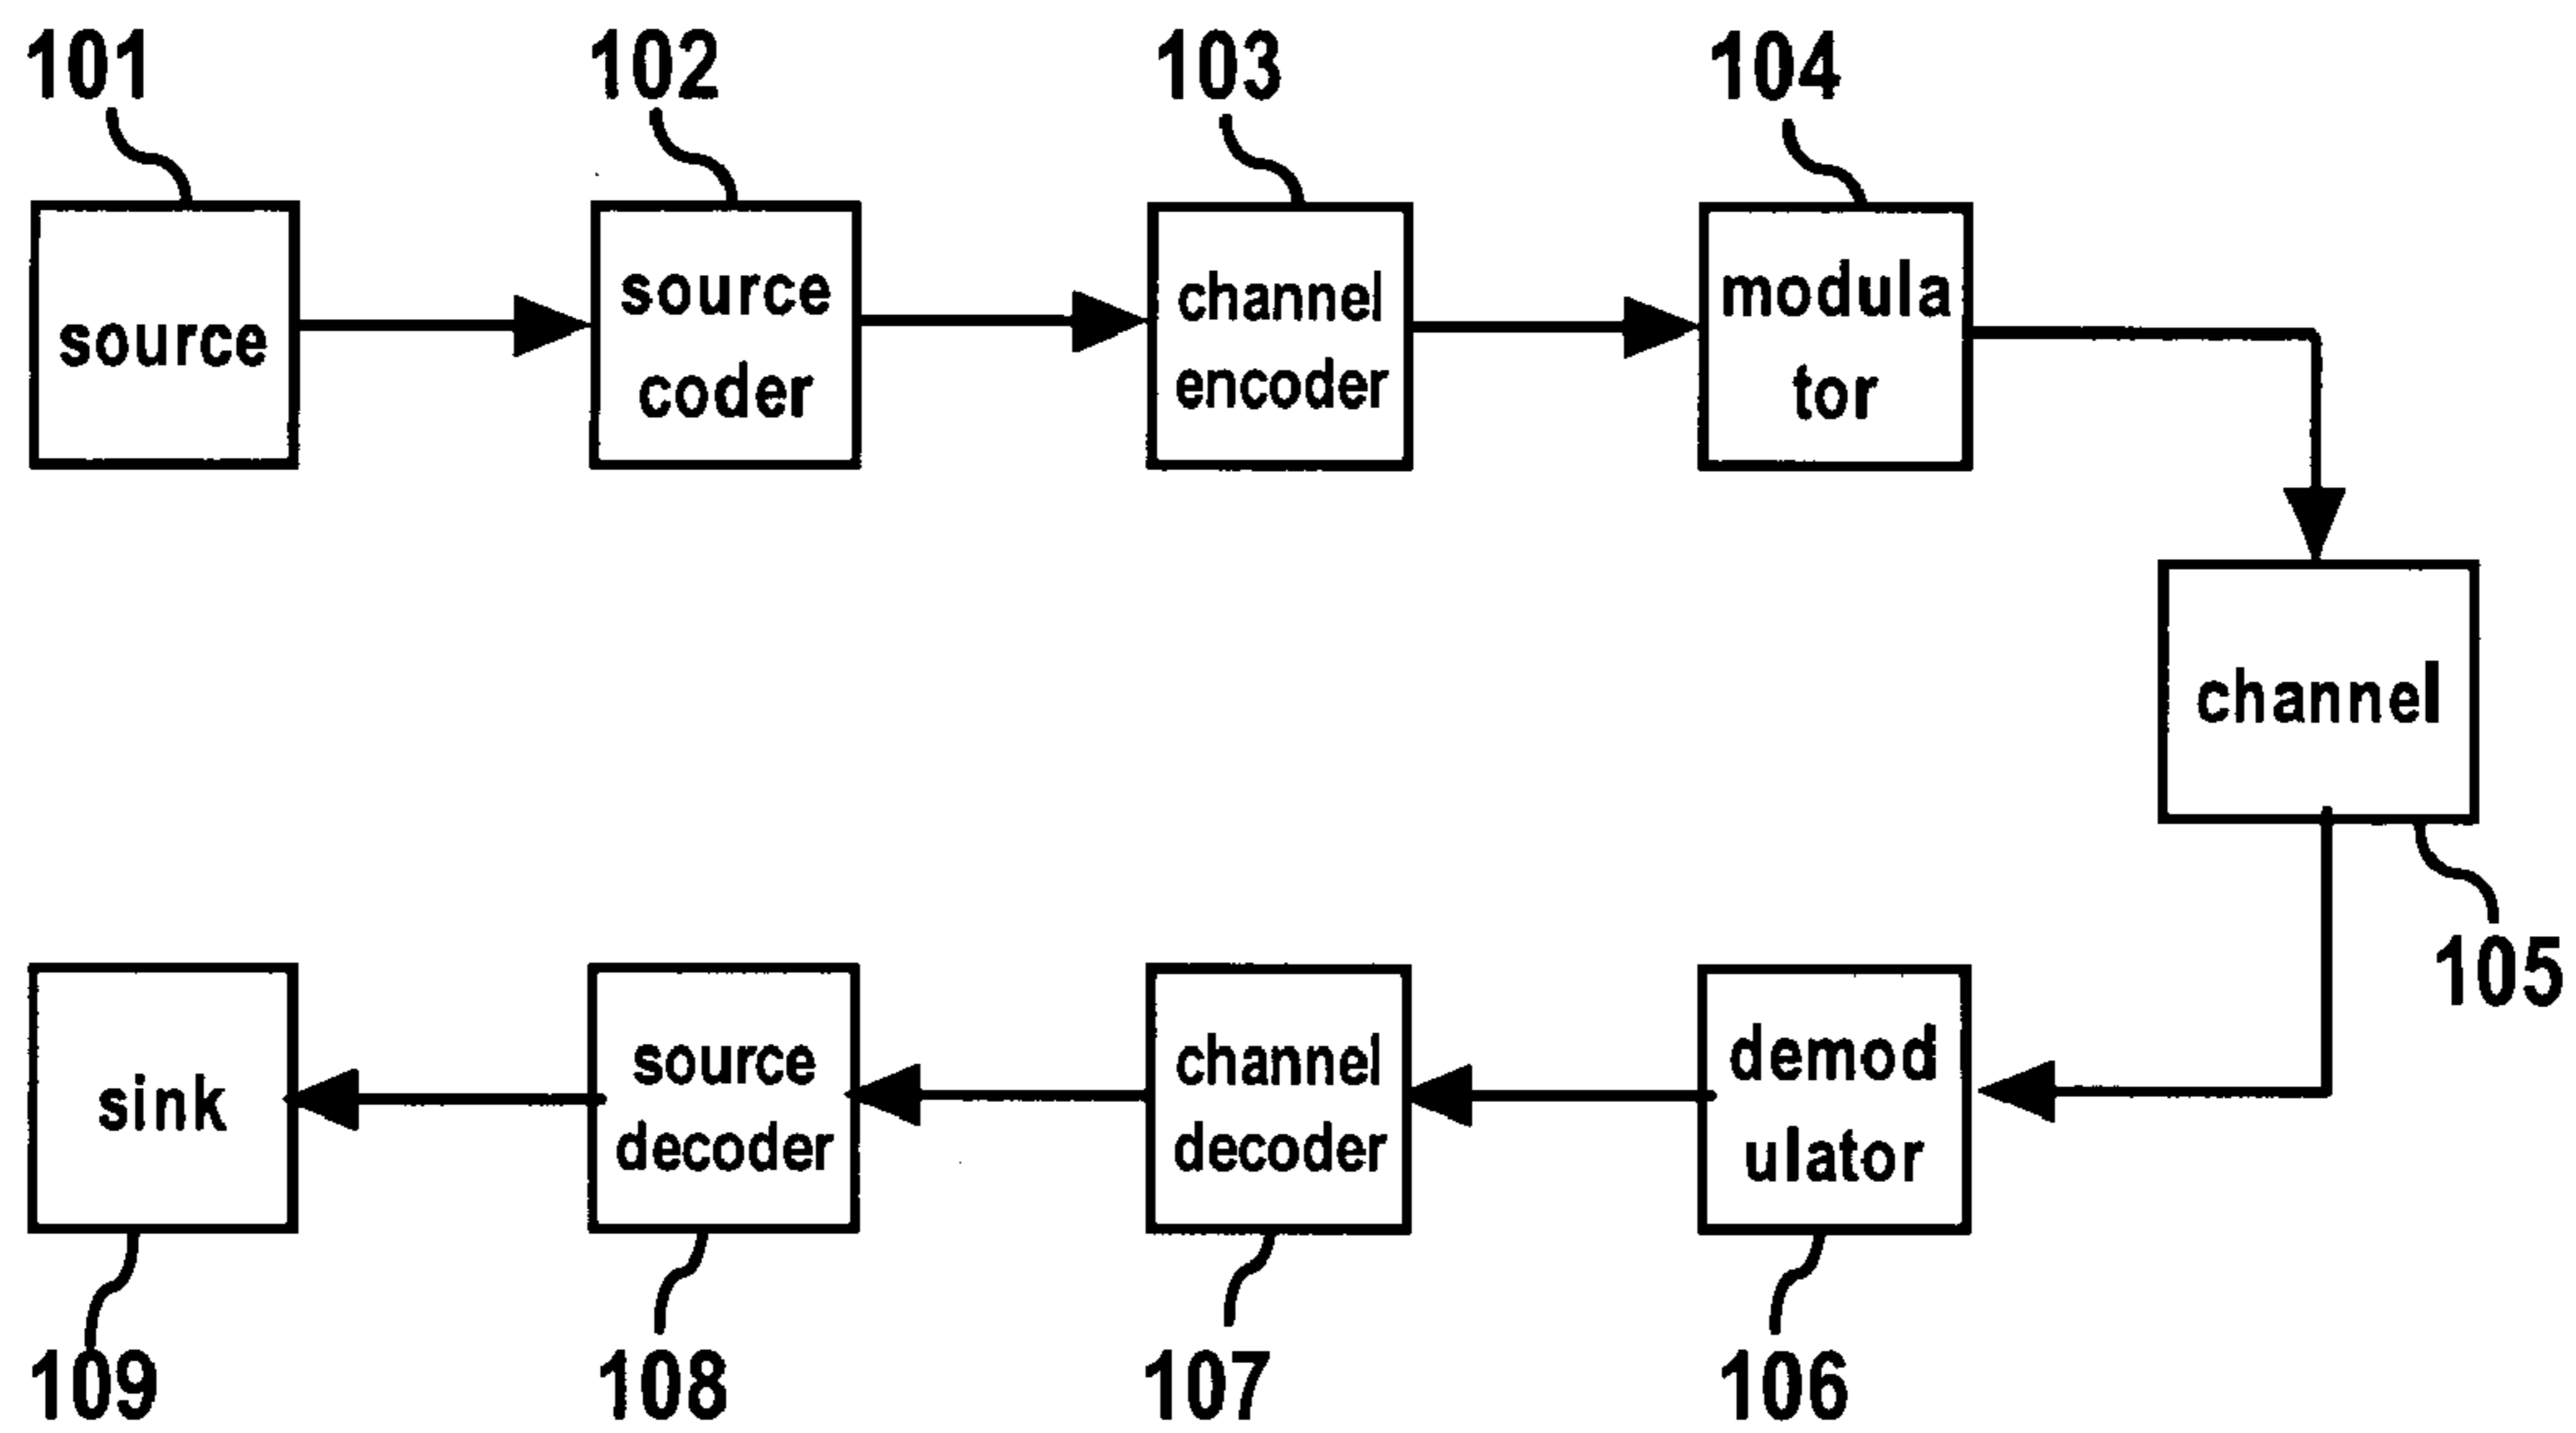 101
102
103
104
source
source
coder
channel
encoder
modula
tor
channel
105
sink
source
decoder
channel
decoder
demod
ulator
109
108
107
106